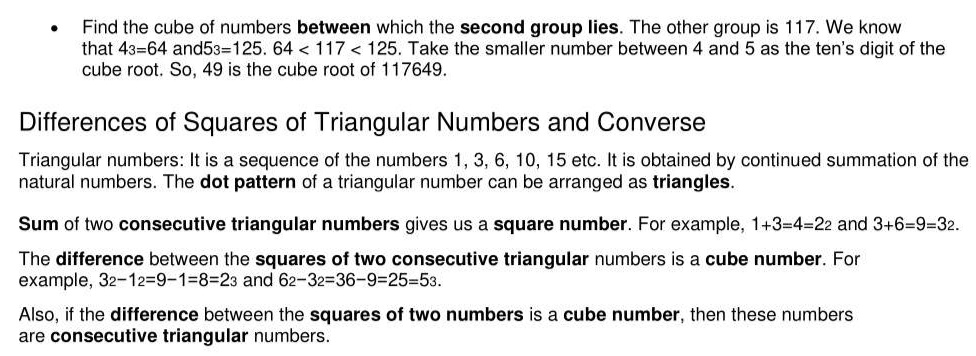 • Find the cube of numbers between which the second group lies. The other group is 117. We know
that 43=64 and53=125. 64 < 117 < 125. Take the smaller number between 4 and 5 as the ten's digit of the
cube root. So, 49 is the cube root of 117649.
Differences of Squares of Triangular Numbers and Converse
Triangular numbers: It is a sequence of the numbers 1, 3, 6, 10, 15 etc. It is obtained by continued summation of the
natural numbers. The dot pattern of a triangular number can be arranged as triangles.
Sum of two consecutive triangular numbers gives us a square number. For example, 1+3=4=22 and 3+6=9=32.
The difference between the squares of two consecutive triangular numbers is a cube number. For
example, 32−12=9−1=8=23 and 62−32=36−9=25=53.
Also, if the difference between the squares of two numbers is a cube number, then these numbers
are consecutive triangular numbers.